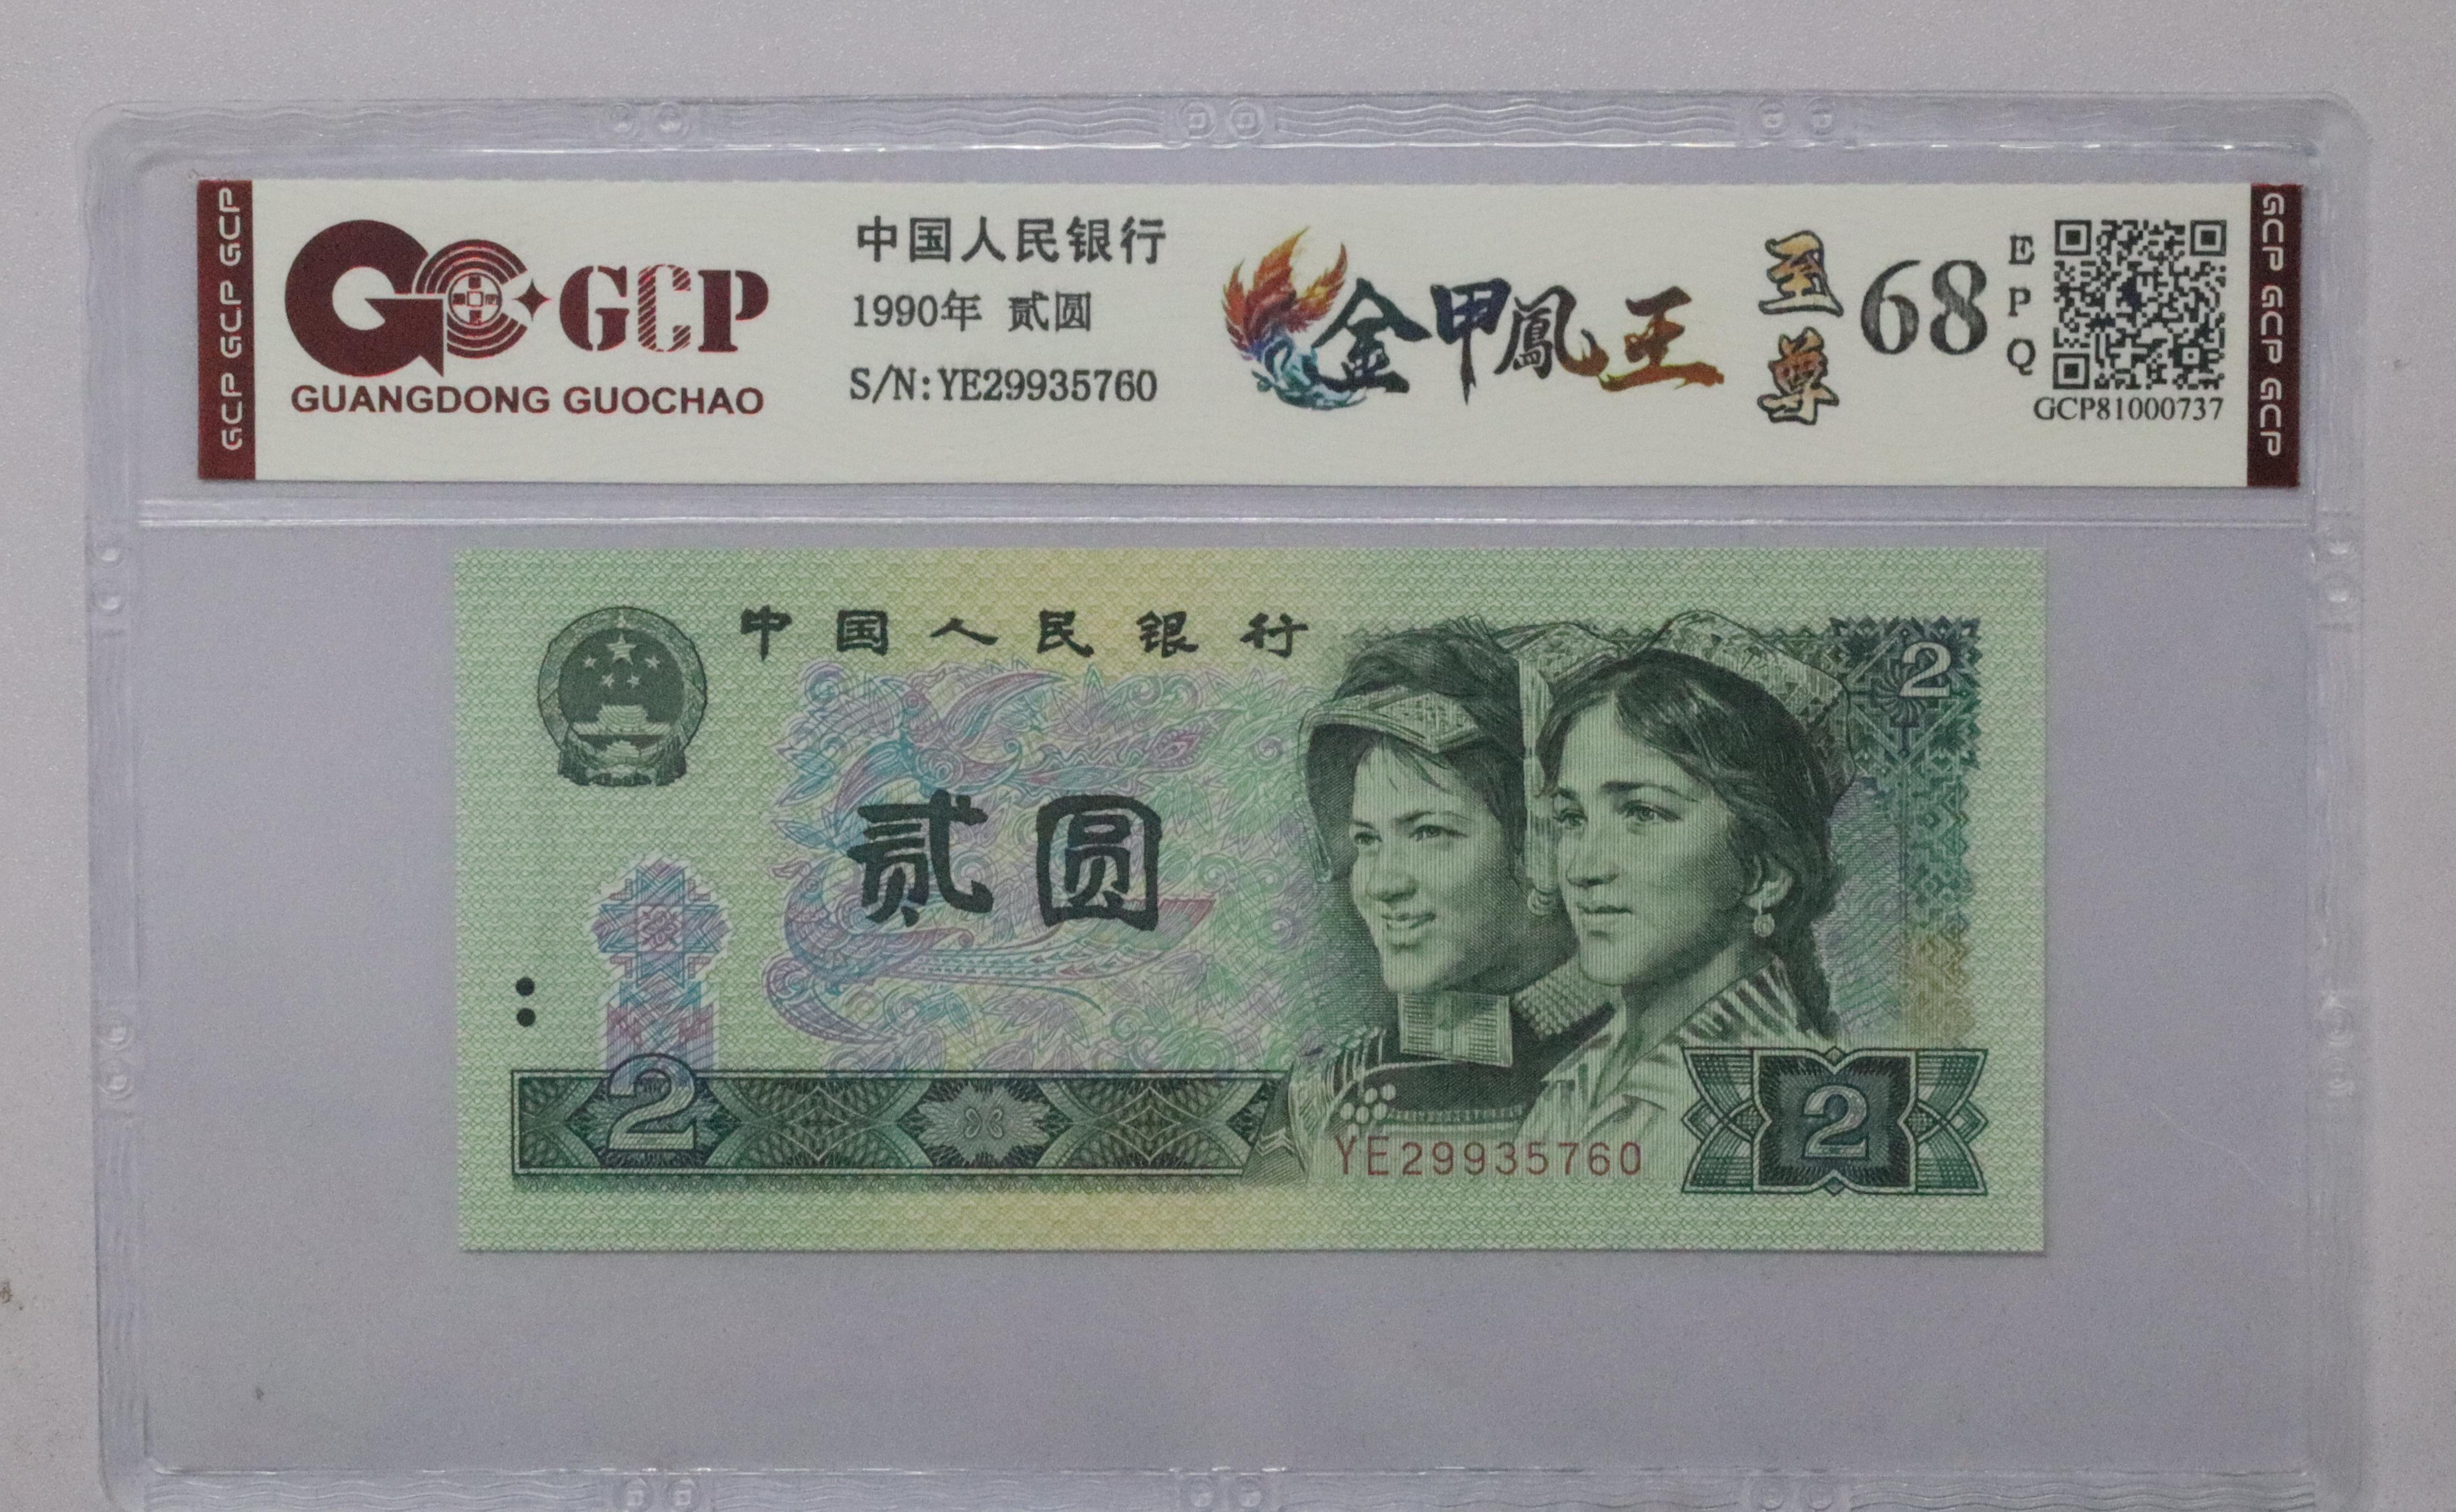 GCP GCP GCP
GCP
GUANGDONG GUOCHAO
中国人民银行
1990年 贰圆
S/N:YE29935760
金甲鳳王
至尊
68
EPQ
GCP81000737
GCP GCP GCP
中国人民银行
2
贰圆
2
YE29935760
2